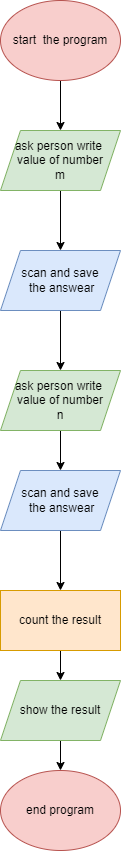 start  the program
ask person write
value of number
m
scan and save
the answear
ask person write
value of number
n
scan and save
the answear
count the result
show the result
end program